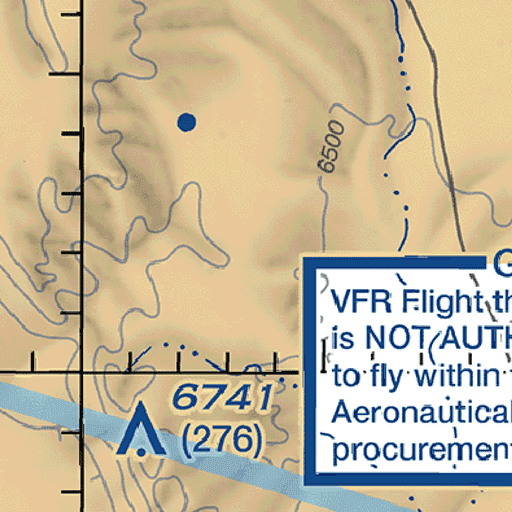 6500
G
VFR Flight th
is NOT AUTH
to fly within
Aeronautical
procurement
6741
(276)